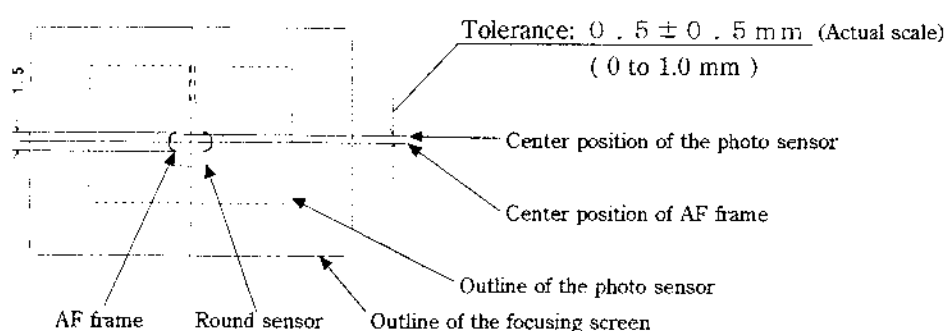 Tolerance: 0.5±0.5mm (Actual scale)
( 0 to 1.0 mm )
1.5
Center position of the photo sensor
Center position of AF frame
Outline of the photo sensor
AF frame
Round sensor
Outline of the focusing screen